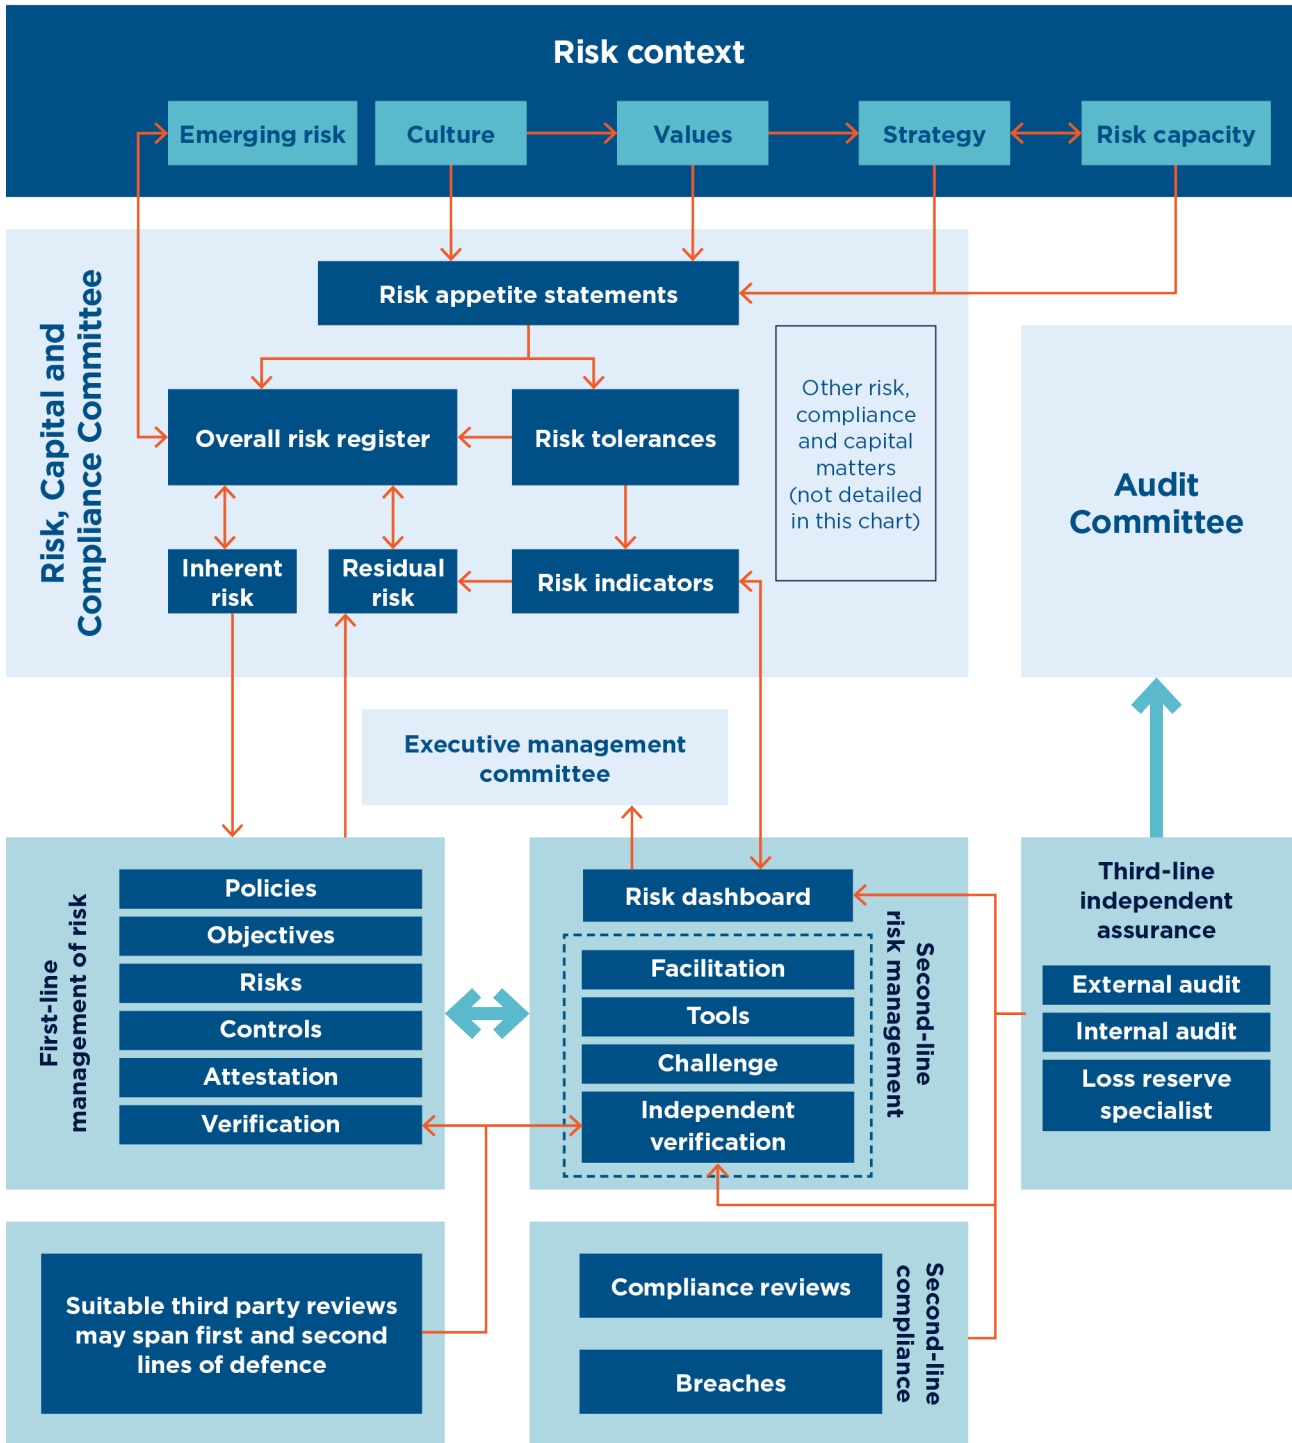 Risk context
Emerging risk
Culture
Values
Strategy
Risk capacity
Risk, Capital and
Compliance Committee
Risk appetite statements
Overall risk register
Risk tolerances
Other risk,
compliance
and capital
matters
(not detailed
in this chart)
Inherent
risk
Residual
risk
Risk indicators
Audit
Committee
Executive management
committee
First-line
management of risk
Policies
Objectives
Risks
Controls
Attestation
Verification
Second-line
risk management
Risk dashboard
Facilitation
Tools
Challenge
Independent
verification
Third-line
independent
assurance
External audit
Internal audit
Loss reserve
specialist
Suitable third party reviews
may span first and second
lines of defence
Second-line
compliance
Compliance reviews
Breaches